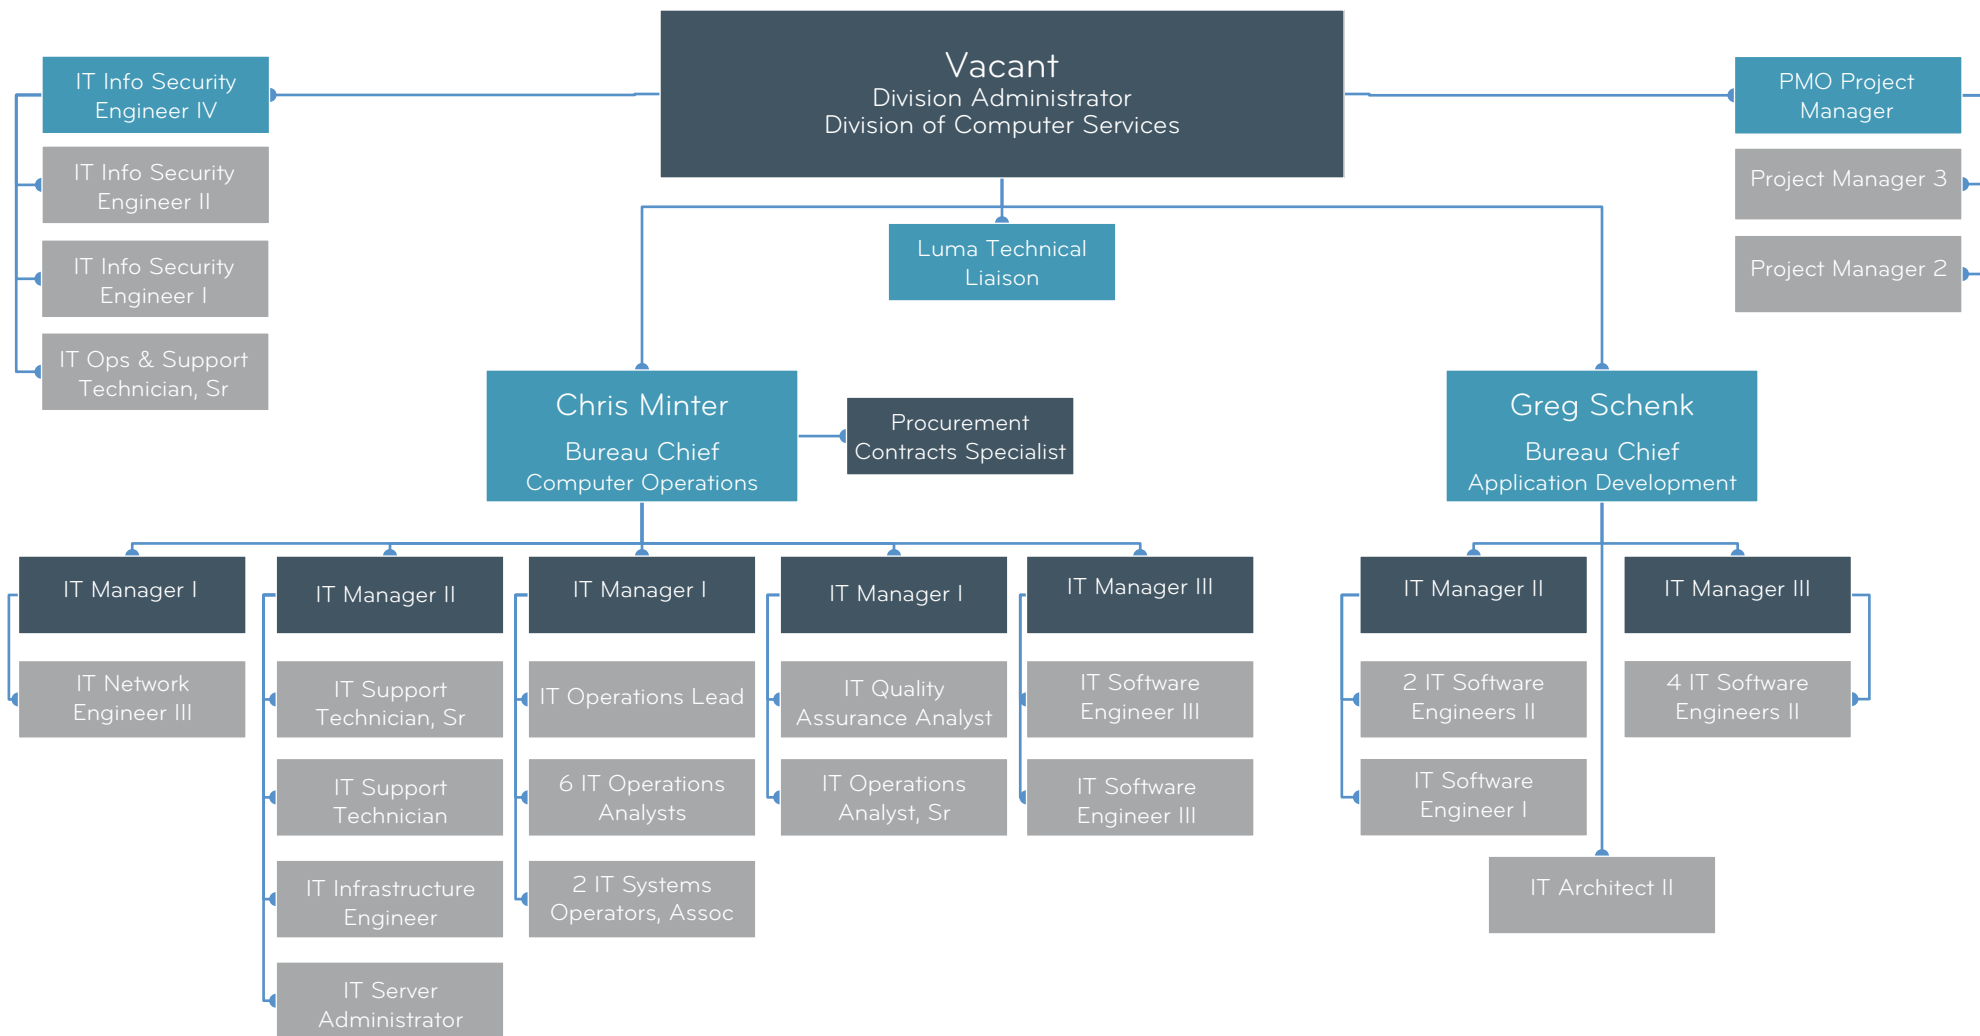 Vacant
Division Administrator
Division of Computer Services
IT Info Security
Engineer IV
IT Info Security
Engineer II
IT Info Security
Engineer I
IT Ops & Support
Technician, Sr
PMO Project
Manager
Project Manager 3
Project Manager 2
Luma Technical
Liaison
Chris Minter
Bureau Chief
Computer Operations
Procurement
Contracts Specialist
Greg Schenk
Bureau Chief
Application Development
IT Manager I
IT Network
Engineer III
IT Manager II
IT Support
Technician, Sr
IT Support
Technician
IT Infrastructure
Engineer
IT Server
Administrator
IT Manager I
IT Operations Lead
6 IT Operations
Analysts
2 IT Systems
Operators, Assoc
IT Manager I
IT Quality
Assurance Analyst
IT Operations
Analyst, Sr
IT Manager III
IT Software
Engineer III
IT Software
Engineer III
IT Manager II
2 IT Software
Engineers II
IT Software
Engineer I
IT Manager III
4 IT Software
Engineers II
IT Architect II